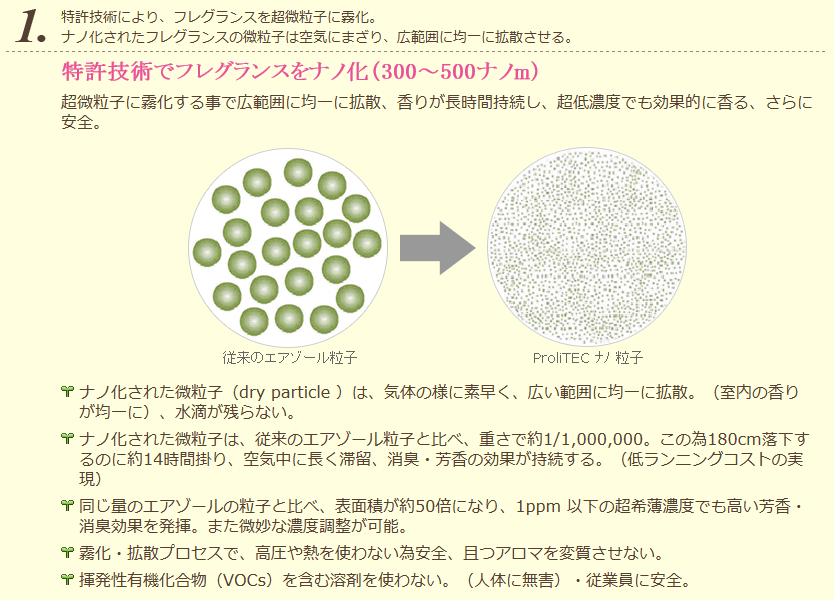 1. 特許技術により、フレグランスを超微粒子に霧化。
ナノ化されたフレグランスの微粒子は空気にまざり、広範囲に均一に拡散させる。
特許技術でフレグランスをナノ化（300～500ナノm）
超微粒子に霧化する事で広範囲に均一に拡散、香りが長時間持続し、超低濃度でも効果的に香る、さらに
安全。
従来のエアゾール粒子
ProliTEC ナノ 粒子
ナノ化された微粒子（dry particle ）は、気体の様に素早く、広い範囲に均一に拡散。（室内の香り
が均一に）、水滴が残らない。
ナノ化された微粒子は、従来のエアゾール粒子と比べ、重さで約1/1,000,000。この為180cm落下す
るのに約14時間掛り、空気中に長く滞留、消臭・芳香の効果が持続する。（低ランニングコストの実
現）
同じ量のエアゾールの粒子と比べ、表面積が約50倍になり、1ppm 以下の超希薄濃度でも高い芳香・
消臭効果を発揮。また微妙な濃度調整が可能。
霧化・拡散プロセスで、高圧や熱を使わない為安全、且つアロマを変質させない。
揮発性有機化合物（VOCs）を含む溶剤を使わない。（人体に無害）・従業員に安全。